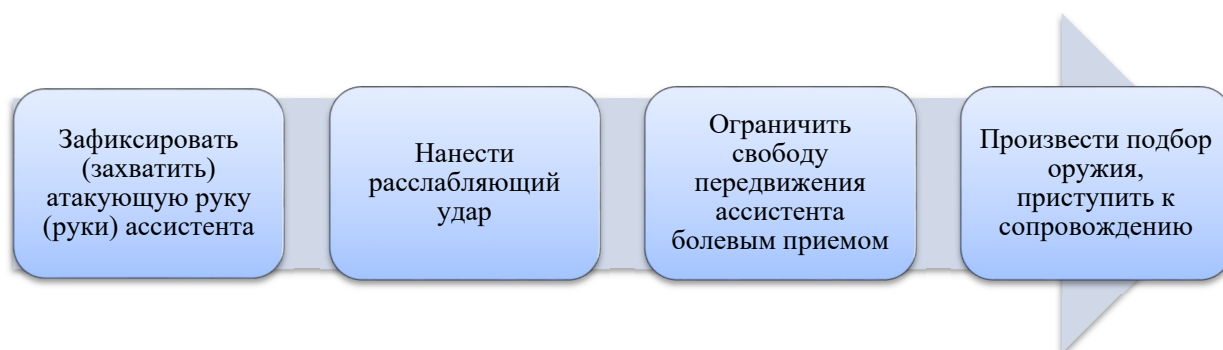 Зафиксировать
(захватить)
атакующую руку
(руки) ассистента
Нанести
расслабляющий
удар
Ограничить
свободу
передвижения
ассистента
болевым приемом
Произвести подбор
оружия,
приступить к
сопровождению